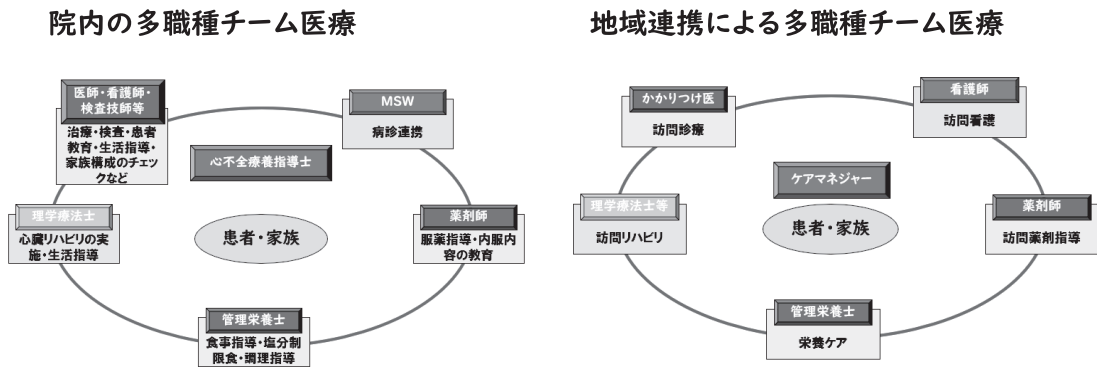 院内の多職種チーム医療
医師・看護師・
検査技師等
治療・検査・患者
教育・生活指導・
家族構成のチェッ
クなど
MSW
病診連携
心不全療養指導士
理学療法士
心臓リハビリの実
施・生活指導
患者・家族
薬剤師
服薬指導・内服内
容の教育
管理栄養士
食事指導・塩分制
限食・調理指導
地域連携による多職種チーム医療
かかりつけ医
訪問診療
看護師
訪問看護
ケアマネジャー
理学療法士等
訪問リハビリ
患者・家族
薬剤師
訪問薬剤指導
管理栄養士
栄養ケア